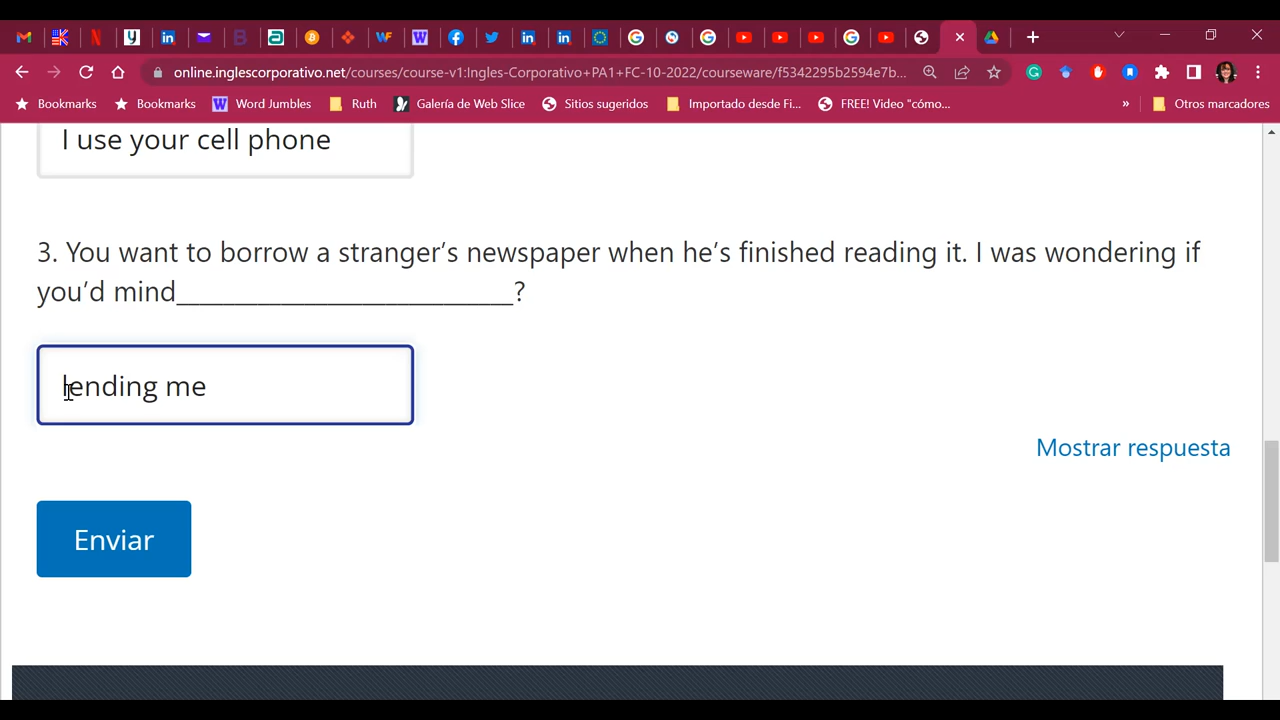 online.inglescorporativo.net/courses/course-v1:Ingles-Corporativo+PA1+FC-10-2022/courseware/f5342295b2594e7b...
Bookmarks Bookmarks Word Jumbles Ruth Galería de Web Slice Sitios sugeridos Importado desde Fi... FREE! Video "cómo... » Otros marcadores
I use your cell phone
3. You want to borrow a stranger’s newspaper when he’s finished reading it. I was wondering if
you’d mind____________________________?
lending me
Mostrar respuesta
Enviar